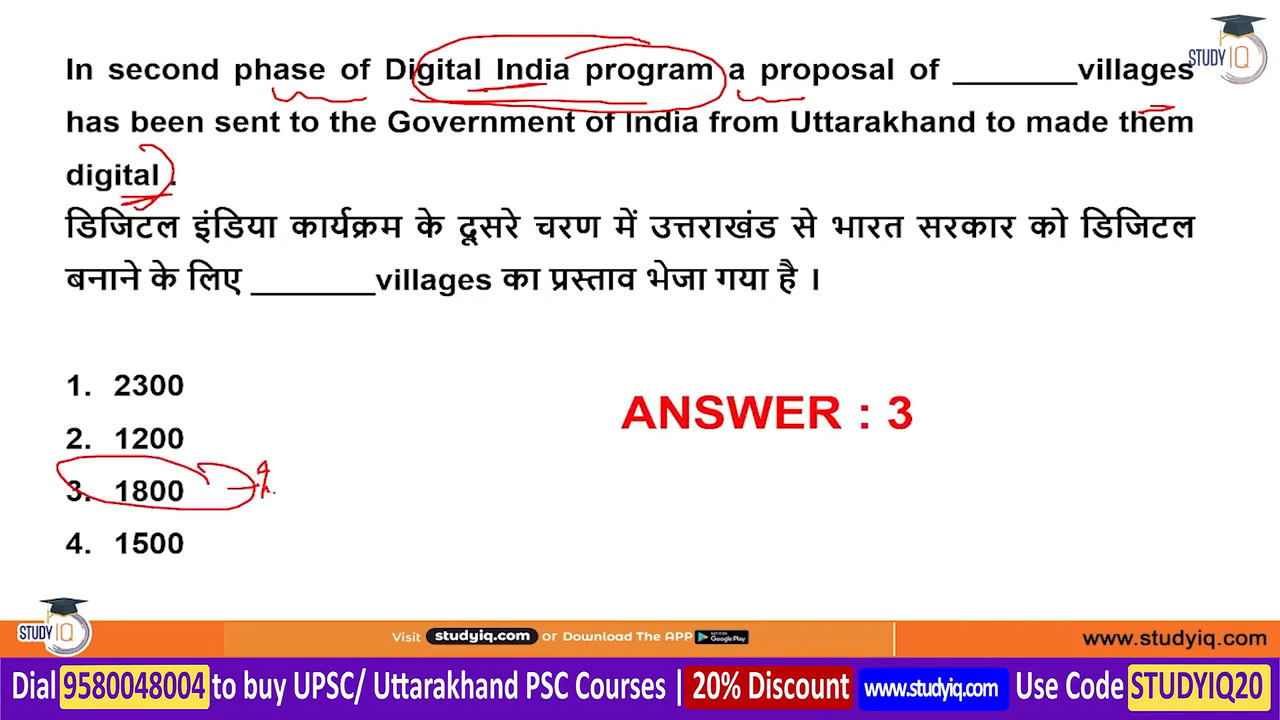 STUDY IQ
In second phase of Digital India program a proposal of _______villages
has been sent to the Government of India from Uttarakhand to made them
digital .
डिजिटल इंडिया कार्यक्रम के दूसरे चरण में उत्तराखंड से भारत सरकार को डिजिटल
बनाने के लिए _______villages का प्रस्ताव भेजा गया है ।
1. 2300
ANSWER : 3
2. 1200
3. 1800
4. 1500
STUDY IQ
Visit studyiq.com or Download The APP Google Play
www.studyiq.com
Dial 9580048004 to buy UPSC/ Uttarakhand PSC Courses | 20% Discount www.studyiq.com Use Code STUDYIQ20